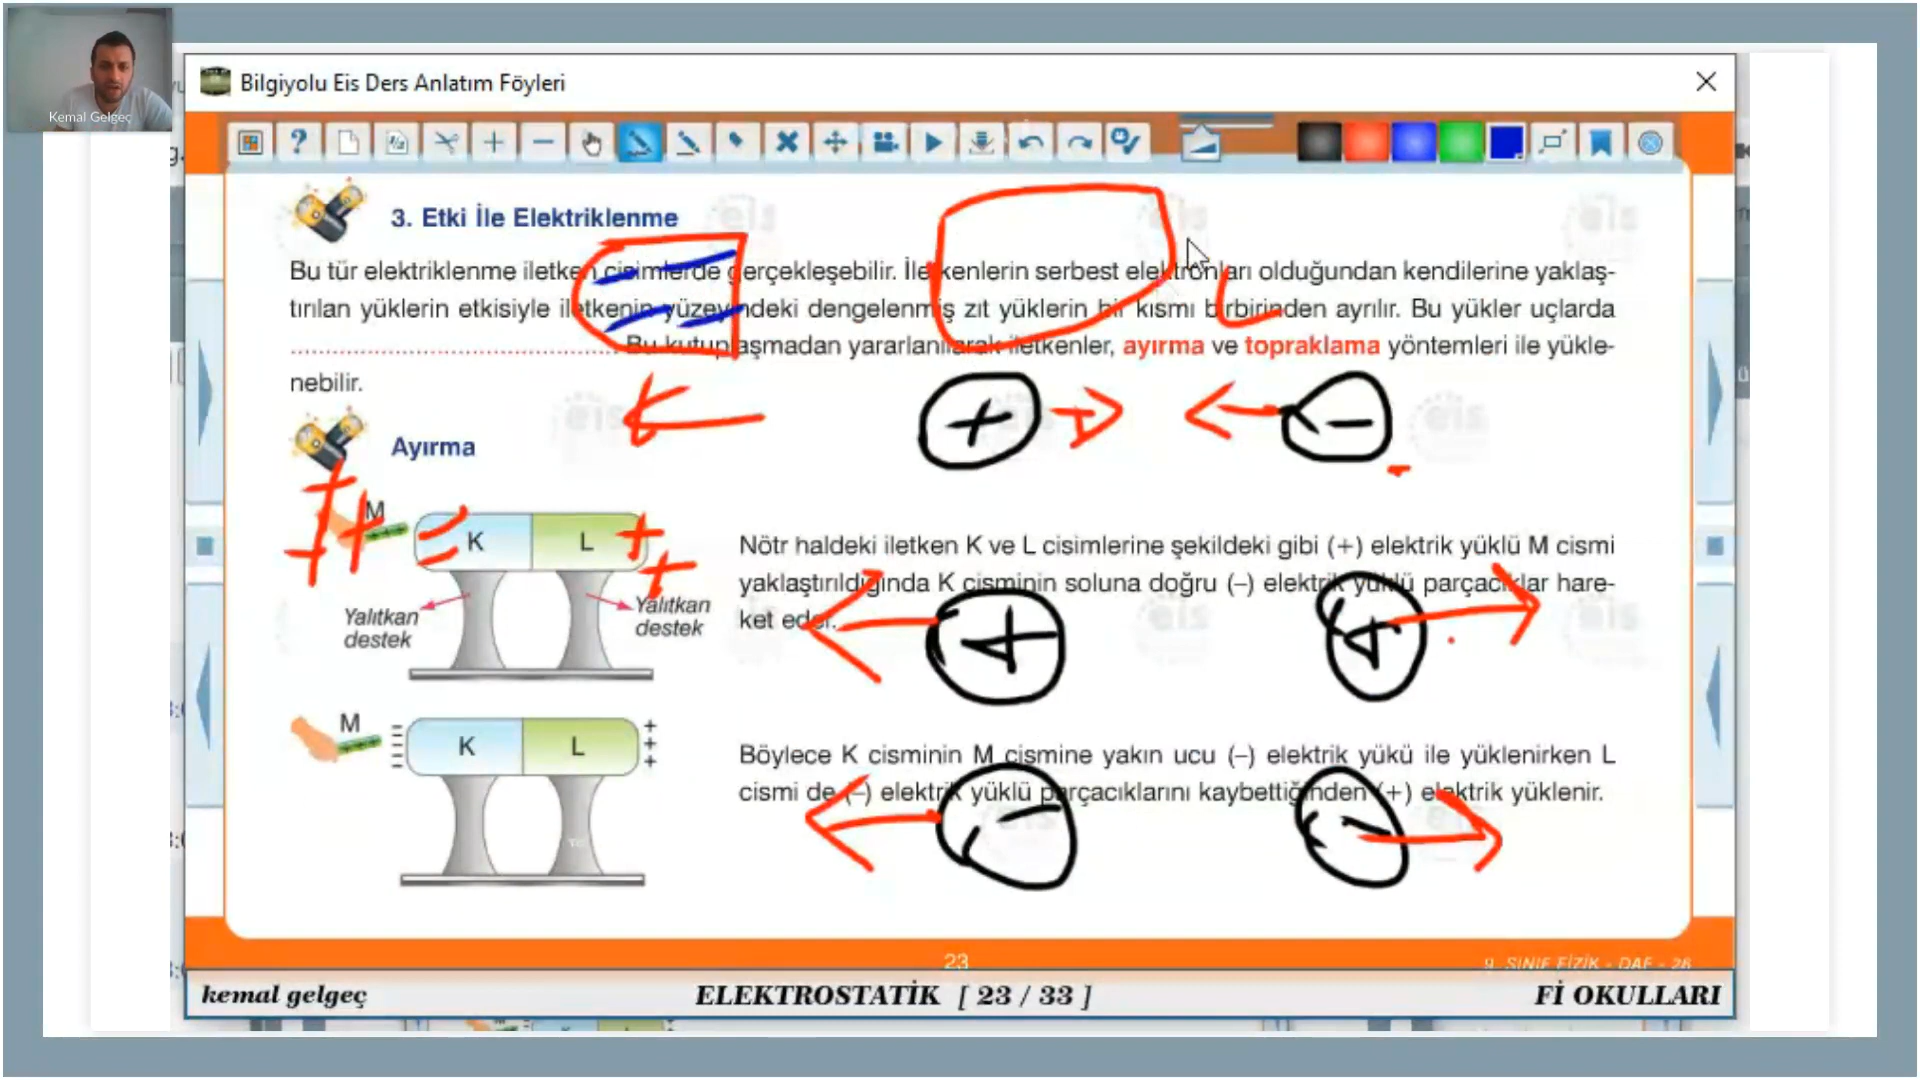 Kemal Gelgeç
Bilgiyolu Eis Ders Anlatım Föyleri
3. Etki İle Elektriklenme
Bu tür elektriklenme iletken cisimlerde gerçekleşebilir. İletkenlerin serbest elektronları olduğundan kendilerine yaklaş-
tırılan yüklerin etkisiyle iletkenin yüzeyindeki dengelenmiş zıt yüklerin bir kısmı birbirinden ayrılır. Bu yükler uçlarda
.................................................... Bu kutuplaşmadan yararlanılarak iletkenler, ayırma ve topraklama yöntemleri ile yükle-
nebilir.
+ -
Ayırma
M
K L
Yalıtkan
destek
Yalıtkan
destek
Nötr haldeki iletken K ve L cisimlerine şekildeki gibi (+) elektrik yüklü M cismi
yaklaştırıldığında K cisminin soluna doğru (–) elektrik yüklü parçacıklar hare-
ket eder.
+ +
M
K L
Böylece K cisminin M cismine yakın ucu (–) elektrik yükü ile yüklenirken L
cismi de (–) elektrik yüklü parçacıklarını kaybettiğinden (+) elektrik yüklenir.
- -
23
9. SINIF FİZİK - DAF - 26
kemal gelgeç
ELEKTROSTATİK [ 23 / 33 ]
Fİ OKULLARI